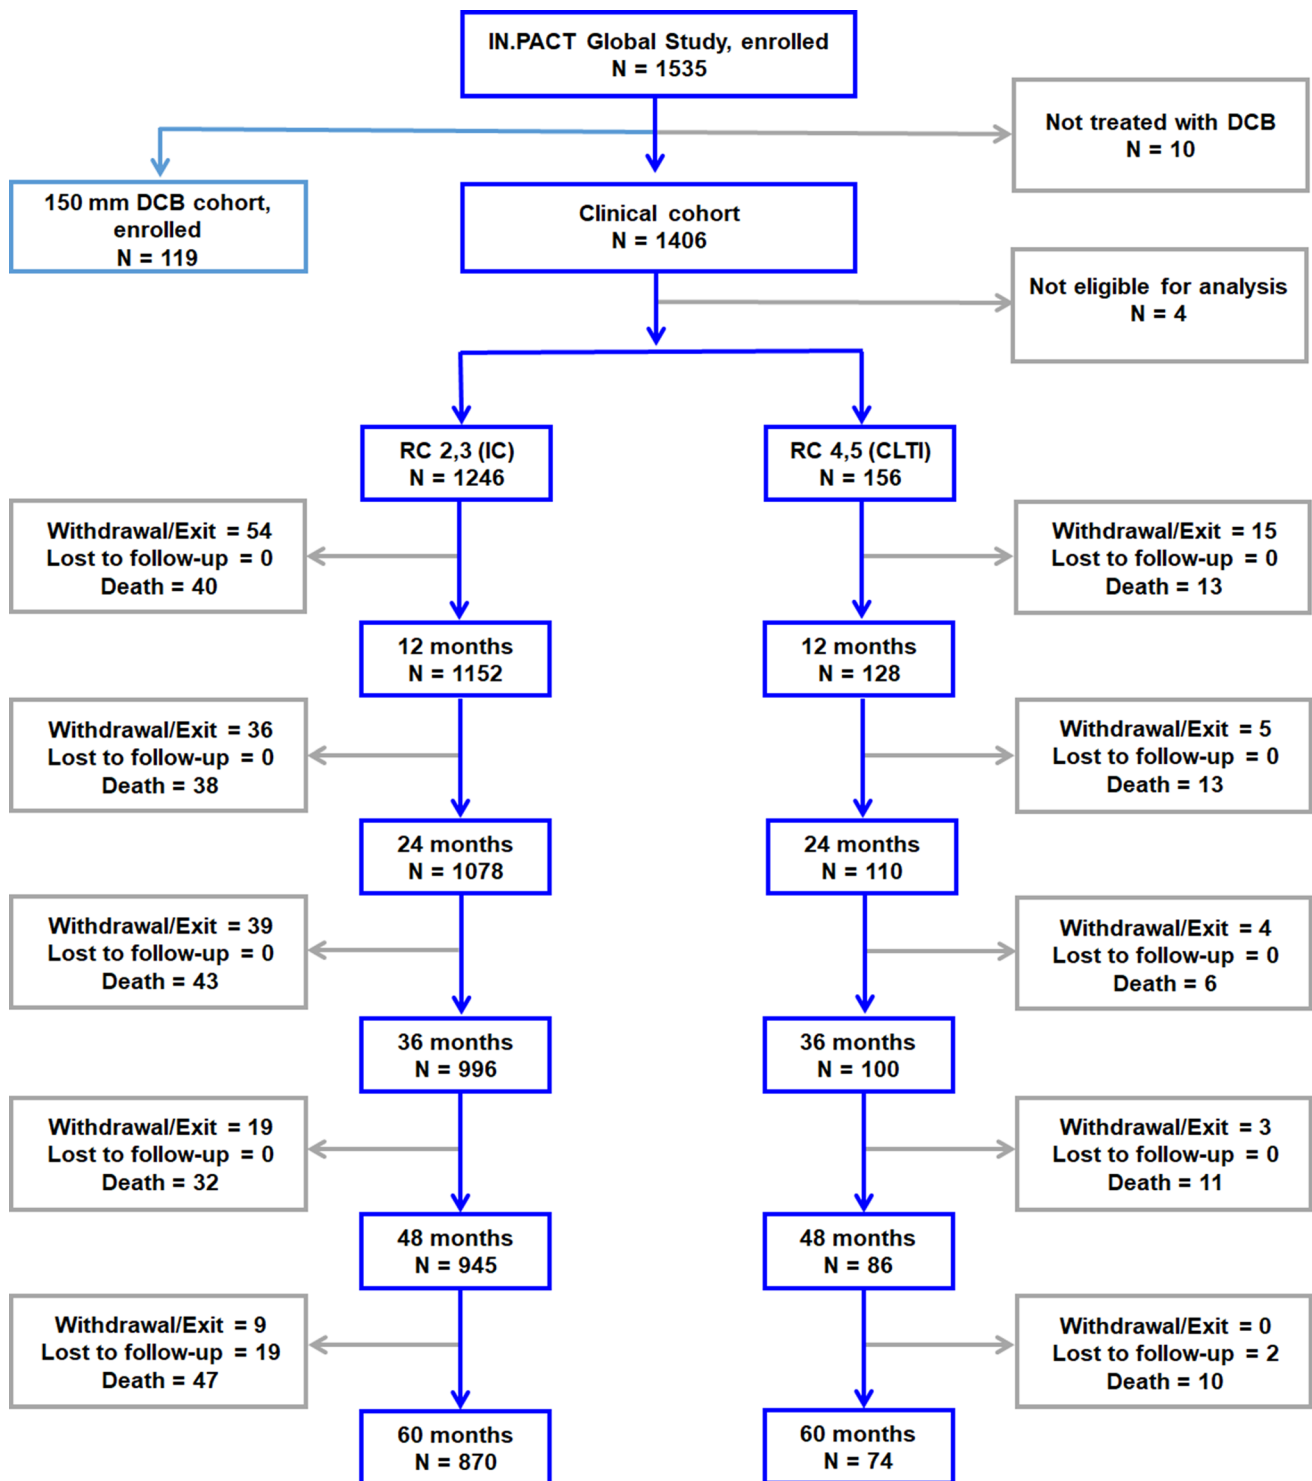 IN.PACT Global Study, enrolled
N = 1535
Not treated with DCB
N = 10
150 mm DCB cohort,
enrolled
N = 119
Clinical cohort
N = 1406
Not eligible for analysis
N = 4
RC 2,3 (IC)
N = 1246
RC 4,5 (CLTI)
N = 156
Withdrawal/Exit = 54
Lost to follow-up = 0
Death = 40
Withdrawal/Exit = 15
Lost to follow-up = 0
Death = 13
12 months
N = 1152
12 months
N = 128
Withdrawal/Exit = 36
Lost to follow-up = 0
Death = 38
Withdrawal/Exit = 5
Lost to follow-up = 0
Death = 13
24 months
N = 1078
24 months
N = 110
Withdrawal/Exit = 39
Lost to follow-up = 0
Death = 43
Withdrawal/Exit = 4
Lost to follow-up = 0
Death = 6
36 months
N = 996
36 months
N = 100
Withdrawal/Exit = 19
Lost to follow-up = 0
Death = 32
Withdrawal/Exit = 3
Lost to follow-up = 0
Death = 11
48 months
N = 945
48 months
N = 86
Withdrawal/Exit = 9
Lost to follow-up = 19
Death = 47
Withdrawal/Exit = 0
Lost to follow-up = 2
Death = 10
60 months
N = 870
60 months
N = 74